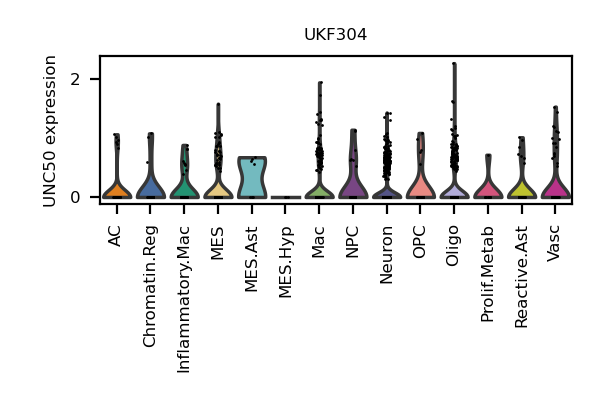 UKF304
UNC50 expression
2
0
AC
Chromatin.Reg
Inflammatory.Mac
MES
MES.Ast
MES.Hyp
Mac
NPC
Neuron
OPC
Oligo
Prolif.Metab
Reactive.Ast
Vasc